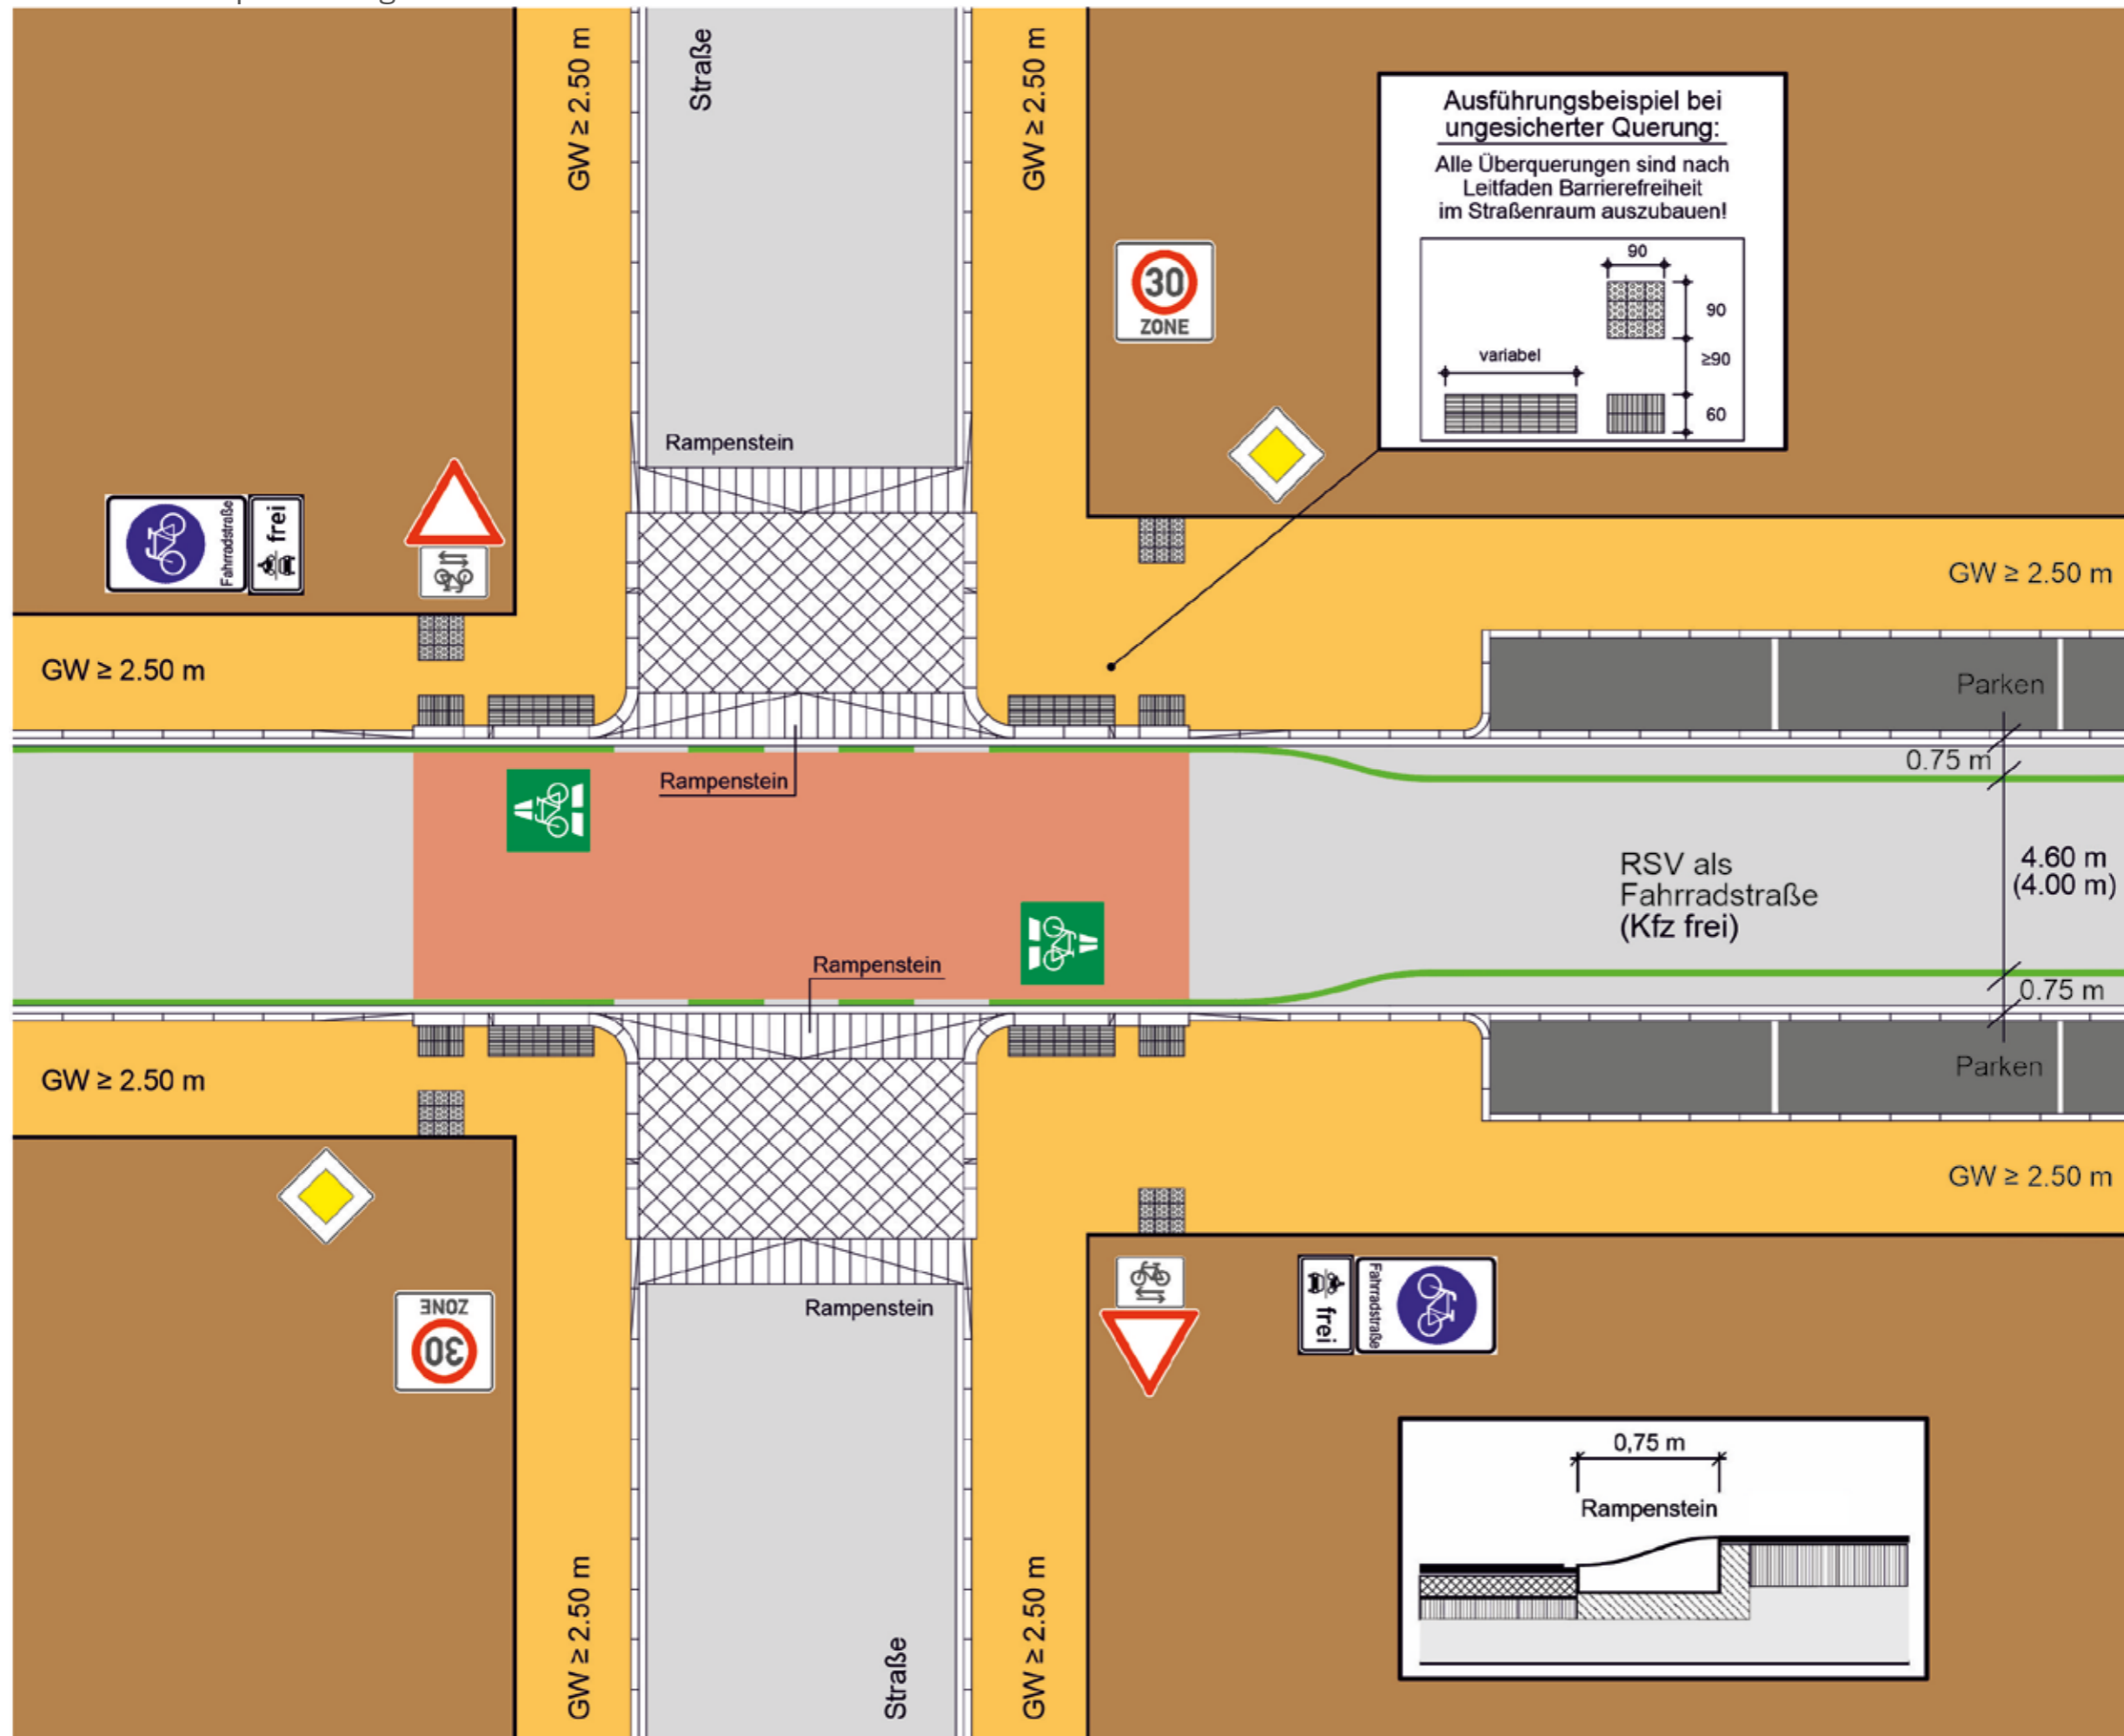 GW ≥ 2.50 m
Straße
GW ≥ 2.50 m
Ausführungsbeispiel bei
ungesicherter Querung:
Alle Überquerungen sind nach
Leitfaden Barrierefreiheit
im Straßenraum auszubauen!
90
90
≥90
variabel
60
30
ZONE
Rampenstein
Fahrradstraße
frei
GW ≥ 2.50 m
GW ≥ 2.50 m
Parken
0.75 m
Rampenstein
RSV als
Fahrradstraße
(Kfz frei)
4.60 m
(4.00 m)
Rampenstein
0.75 m
Parken
GW ≥ 2.50 m
GW ≥ 2.50 m
ZONE
30
Rampenstein
frei
Fahrradstraße
0,75 m
Rampenstein
GW ≥ 2.50 m
Straße
GW ≥ 2.50 m